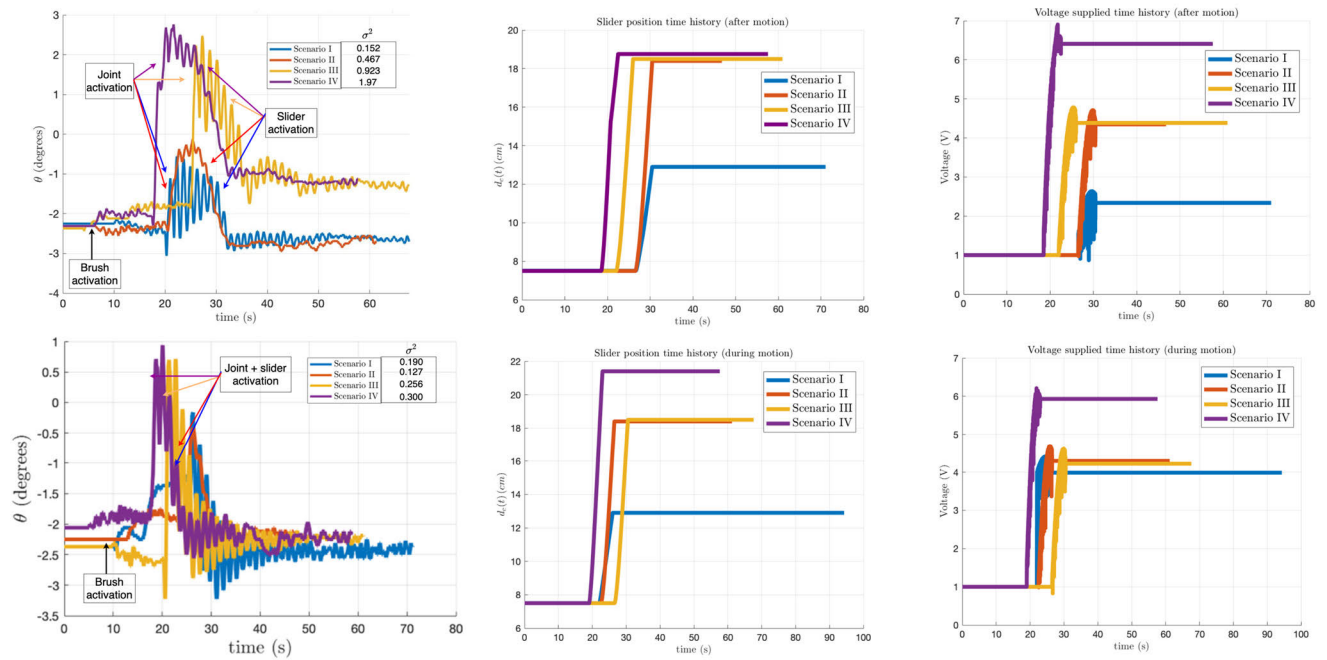 σ²
Scenario I 0.152
Scenario II 0.467
Scenario III 0.923
Scenario IV 1.97
Joint
activation
Slider
activation
Brush
activation
θ (degrees)
3
2
1
0
-1
-2
-3
-4
0 10 20 30 40 50 60
time (s)
Slider position time history (after motion)
Scenario I
Scenario II
Scenario III
Scenario IV
d_c(t) (cm)
20
18
16
14
12
10
8
6
0 10 20 30 40 50 60 70 80
time (s)
Voltage supplied time history (after motion)
Scenario I
Scenario II
Scenario III
Scenario IV
Voltage (V)
7
6
5
4
3
2
1
0
0 10 20 30 40 50 60 70 80
time (s)
σ²
Scenario I 0.190
Scenario II 0.127
Scenario III 0.256
Scenario IV 0.300
Joint + slider
activation
Brush
activation
θ (degrees)
1
0.5
0
-0.5
-1
-1.5
-2
-2.5
-3
-3.5
0 10 20 30 40 50 60 70 80
time (s)
Slider position time history (during motion)
Scenario I
Scenario II
Scenario III
Scenario IV
d_c(t) (cm)
22
20
18
16
14
12
10
8
6
0 10 20 30 40 50 60 70 80 90 100
time (s)
Voltage supplied time history (during motion)
Scenario I
Scenario II
Scenario III
Scenario IV
Voltage (V)
7
6
5
4
3
2
1
0
0 10 20 30 40 50 60 70 80 90 100
time (s)